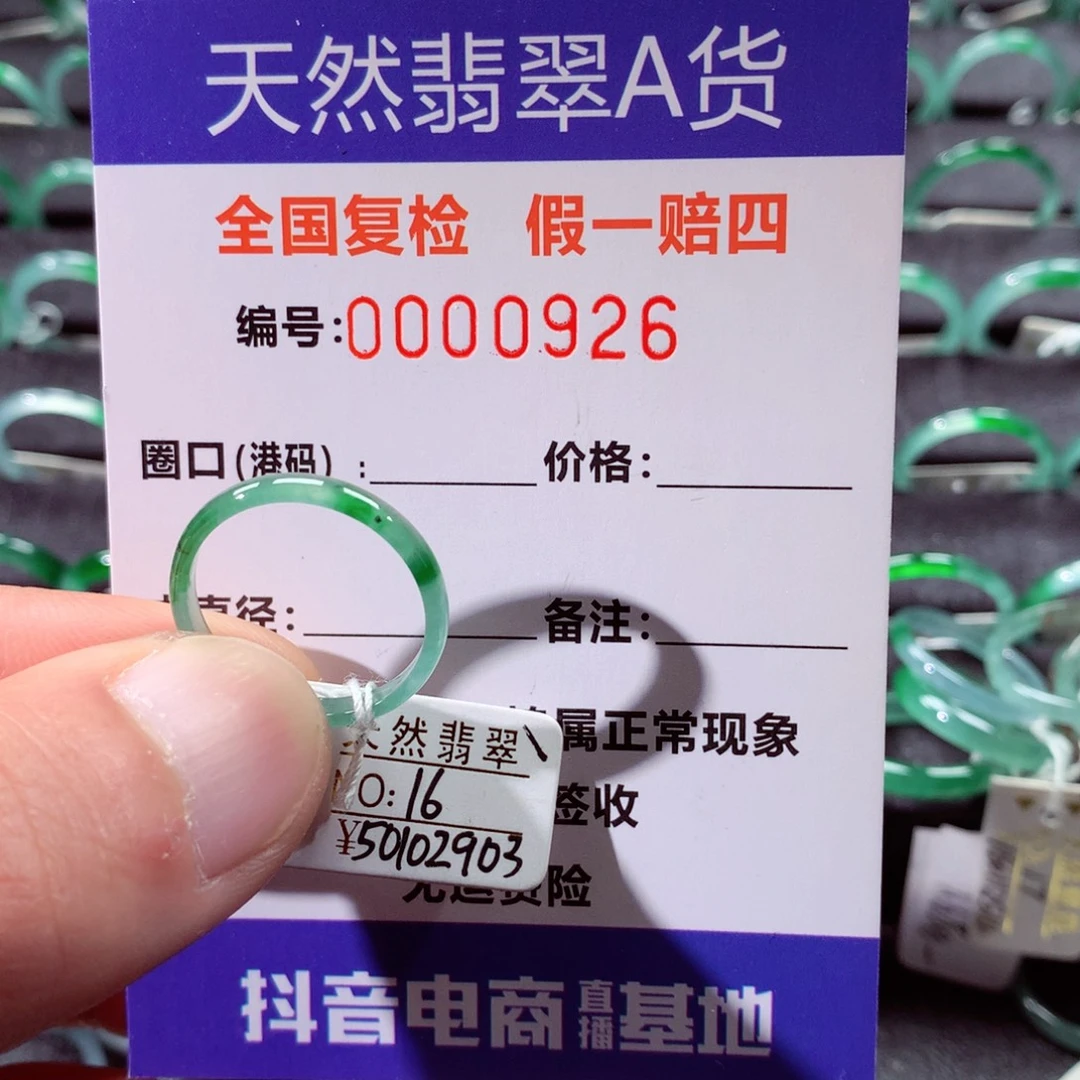 天然翡翠A货
全国复检 假一赔四
编号:0000926
圈口(港码):
价格:
直径:
备注:
属正常现象
签收
险
天然翡翠
NO:16
¥50102903
抖音电商直播基地